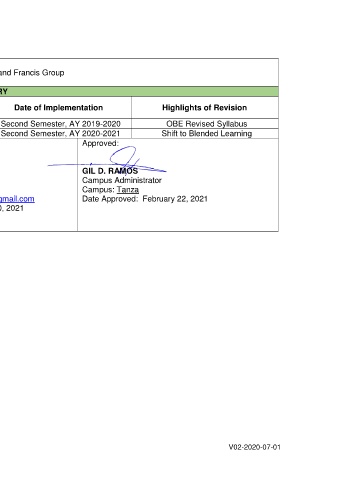 and Francis Group
RY
Date of Implementation
Highlights of Revision
Second Semester, AY 2019-2020
OBE Revised Syllabus
Second Semester, AY 2020-2021
Shift to Blended Learning
Approved:
GIL D. RAMOS
Campus Administrator
Campus: Tanza
gmail.com
Date Approved:  February 22, 2021
0, 2021
V02-2020-07-01